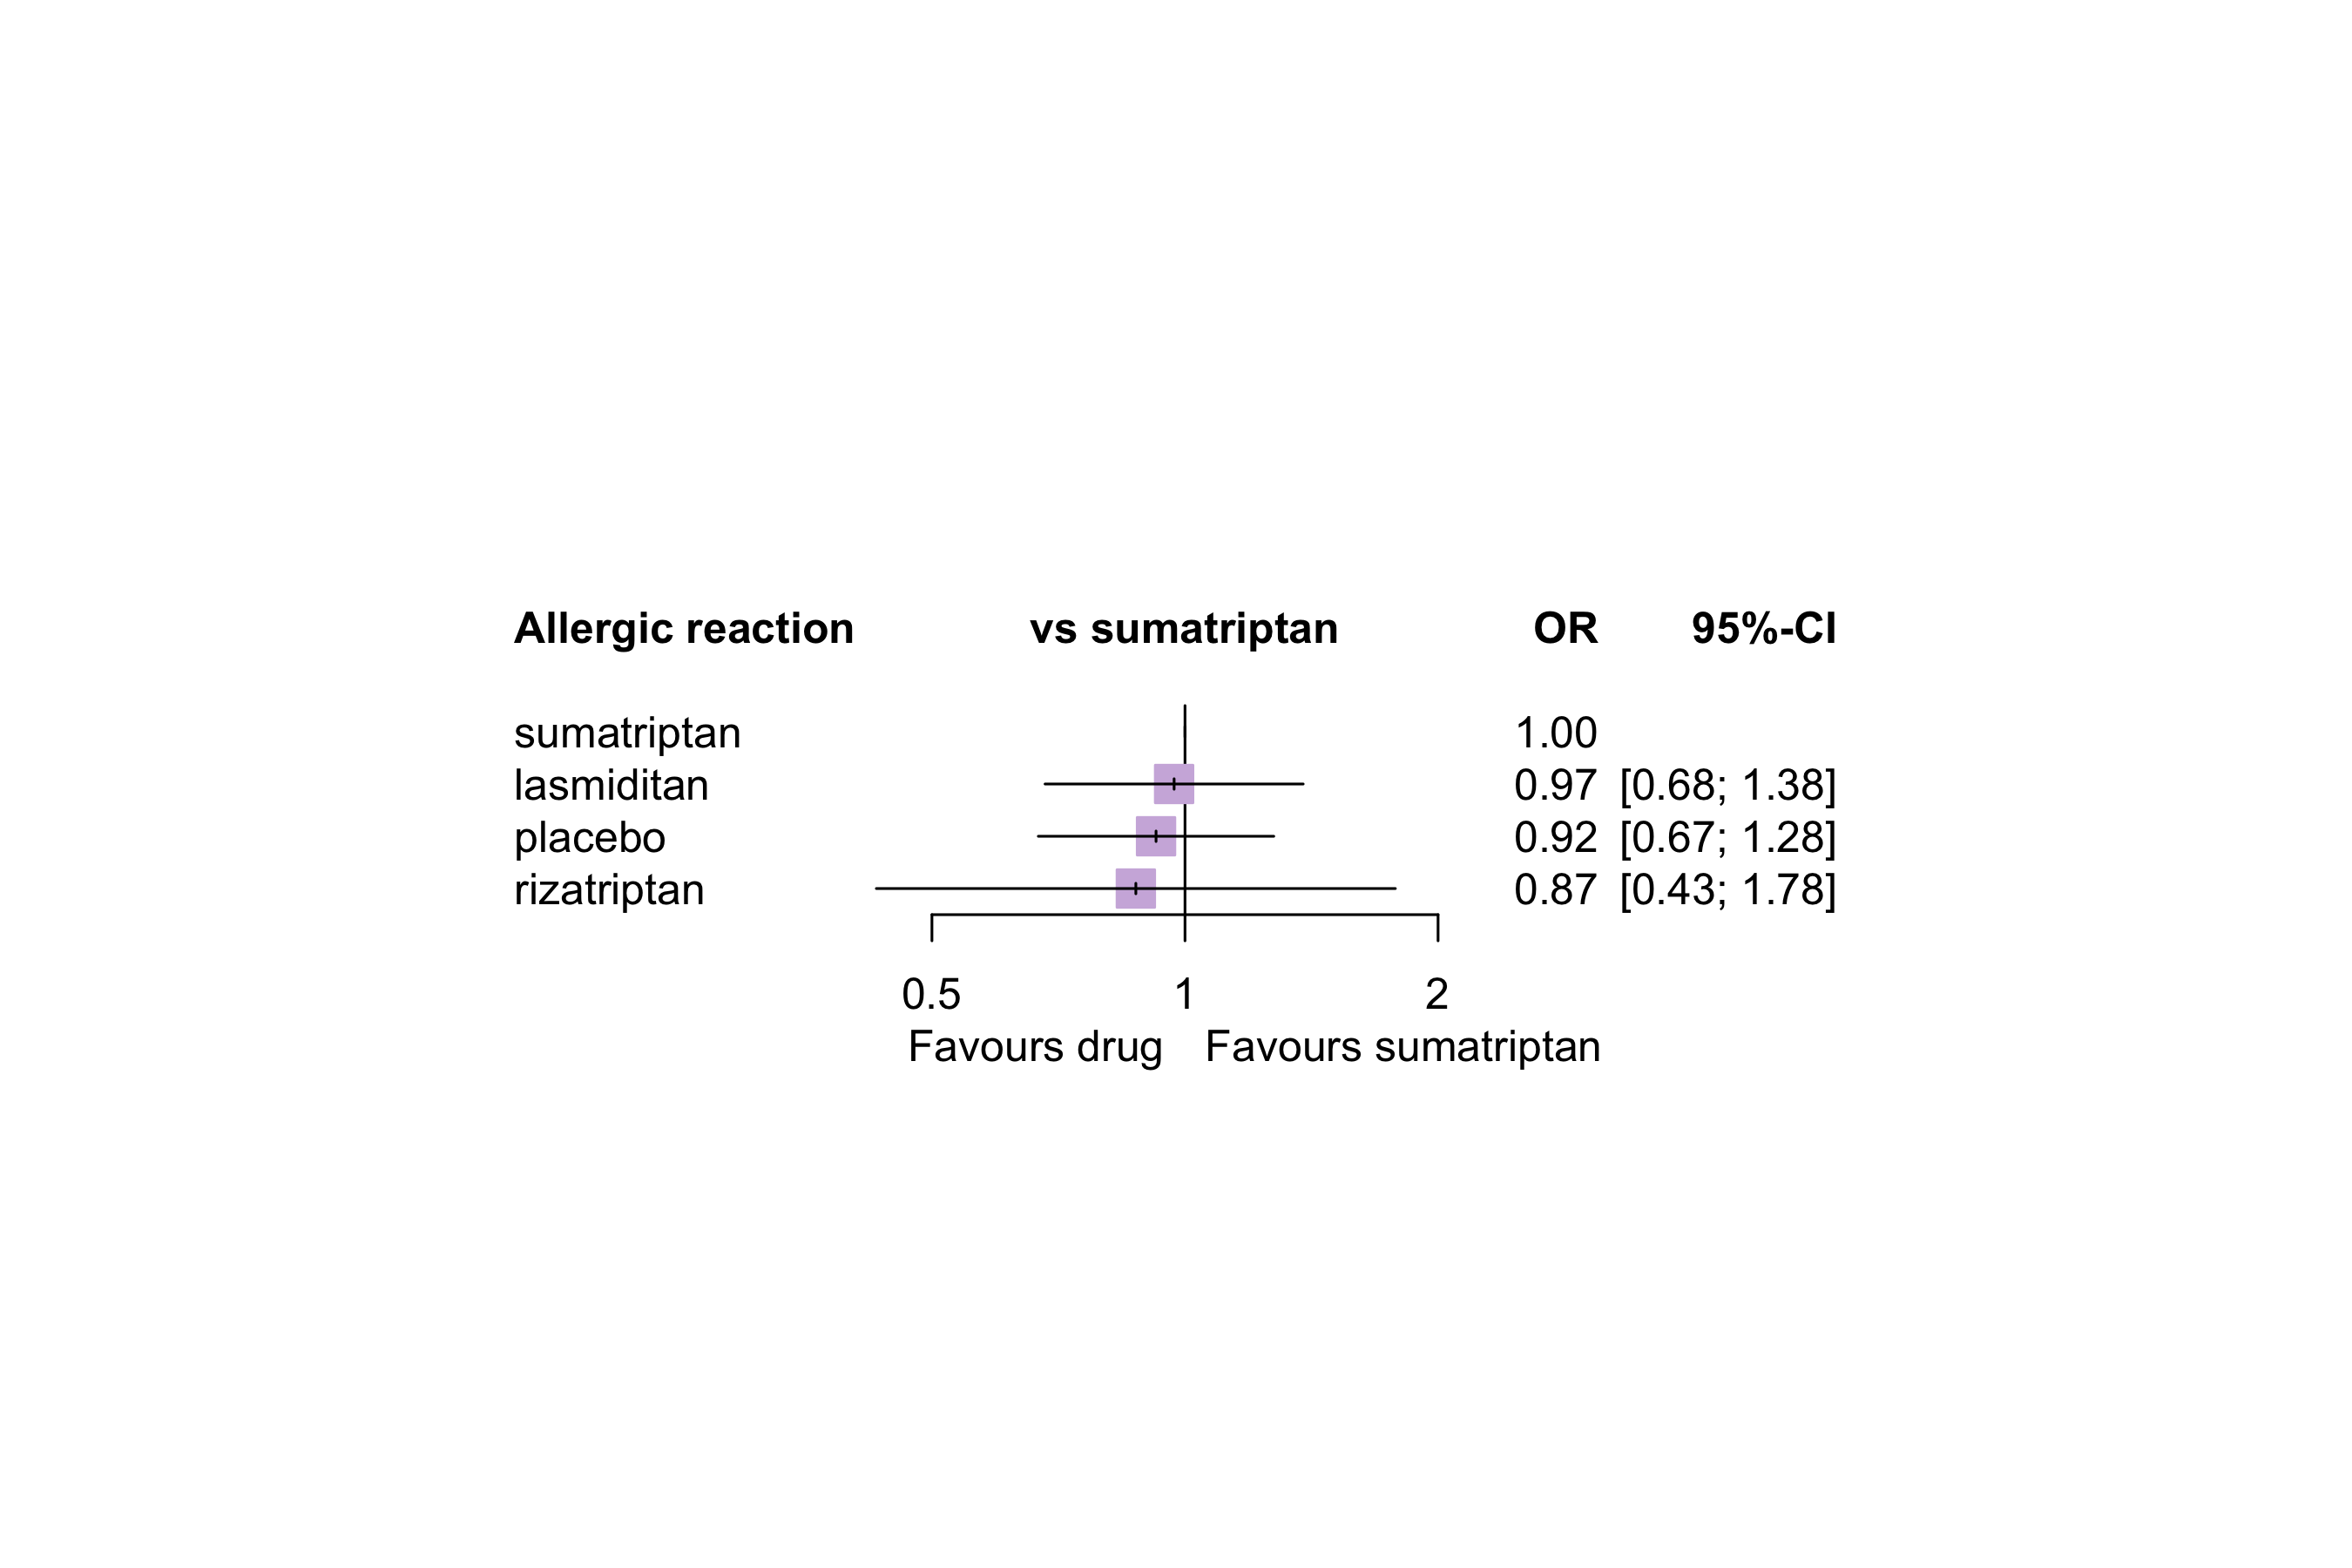 Allergic reaction vs sumatriptan OR 95%-CI
sumatriptan 1.00
lasmiditan 0.97 [0.68; 1.38]
placebo 0.92 [0.67; 1.28]
rizatriptan 0.87 [0.43; 1.78]
0.5 1 2
Favours drug Favours sumatriptan